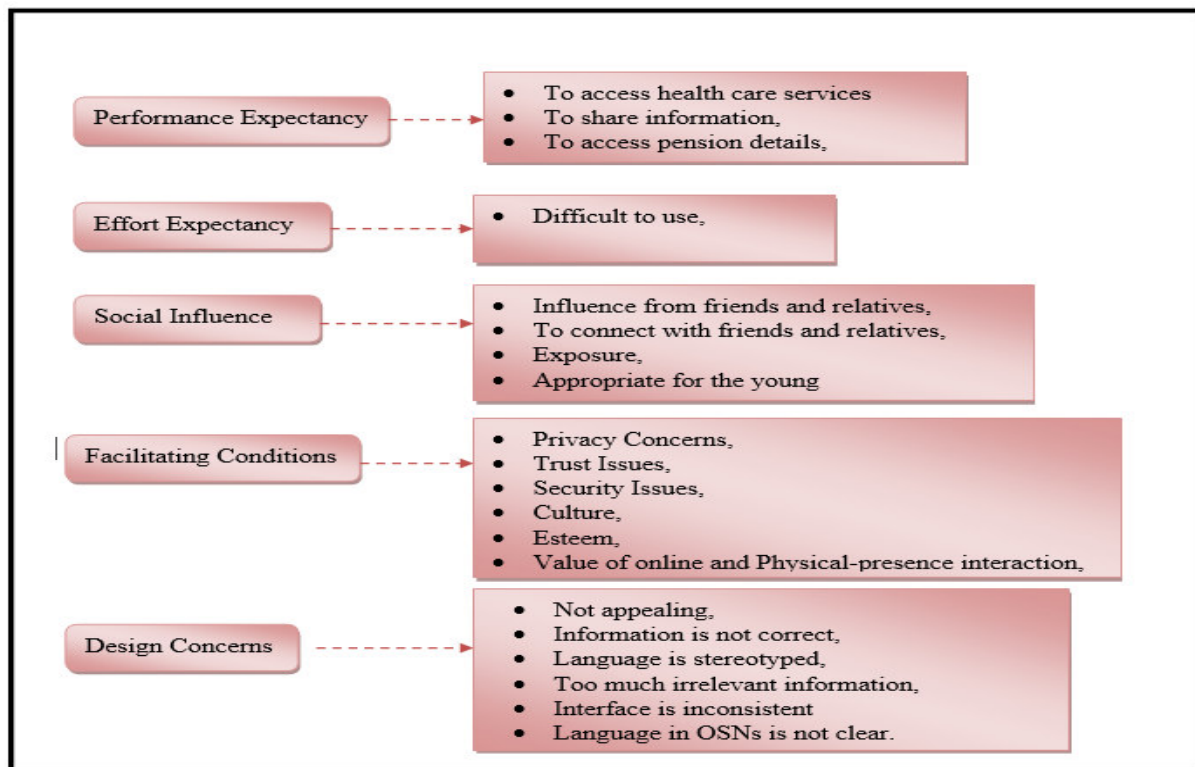 Performance Expectancy
• To access health care services
• To share information,
• To access pension details,
Effort Expectancy
• Difficult to use,
Social Influence
• Influence from friends and relatives,
• To connect with friends and relatives,
• Exposure,
• Appropriate for the young
Facilitating Conditions
• Privacy Concerns,
• Trust Issues,
• Security Issues,
• Culture,
• Esteem,
• Value of online and Physical-presence interaction,
Design Concerns
• Not appealing,
• Information is not correct,
• Language is stereotyped,
• Too much irrelevant information,
• Interface is inconsistent
• Language in OSNs is not clear.